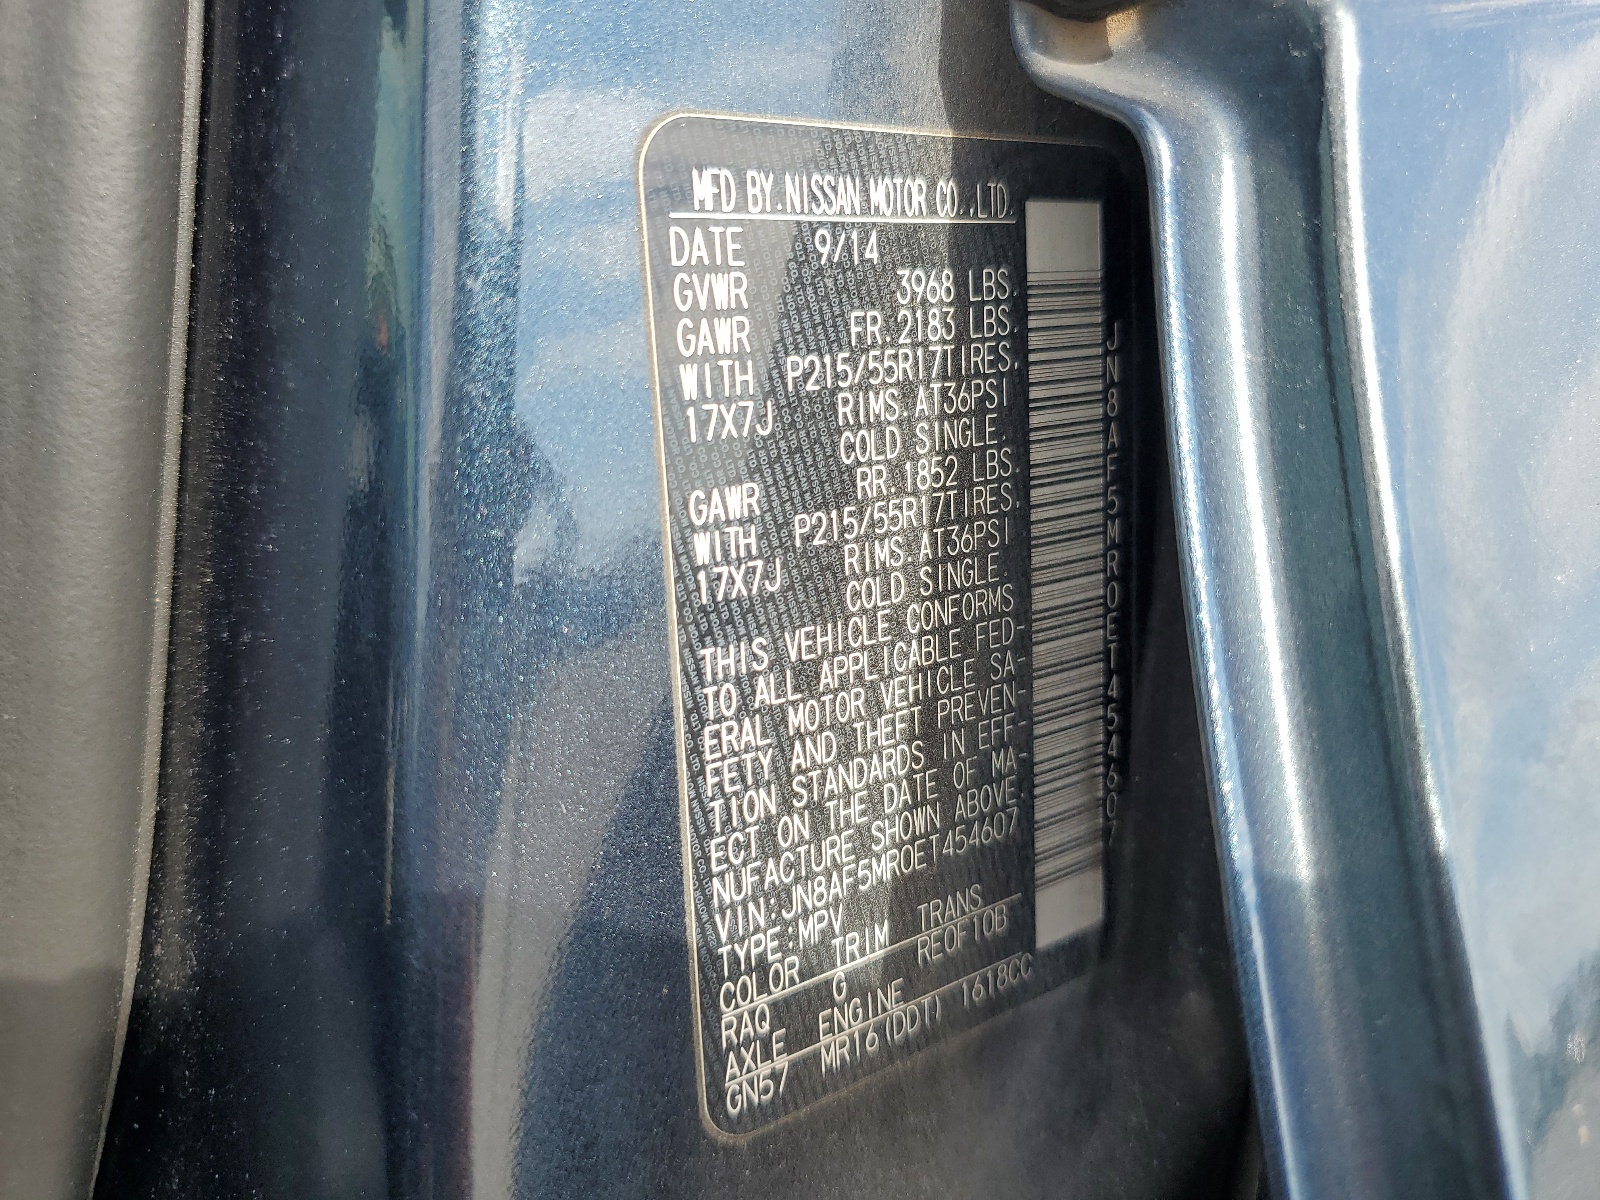 MFD BY.NISSAN MOTOR CO.,LTD.
DATE 9/14
GVWR 3968 LBS.
GAWR FR.2183 LBS.
WITH P215/55R17TIRES.
17X7J RIMS.AT36PSI
COLD SINGLE.
GAWR RR.1852 LBS.
WITH P215/55R17TIRES.
17X7J RIMS.AT36PSI
COLD SINGLE.
THIS VEHICLE CONFORMS
TO ALL APPLICABLE FED-
ERAL MOTOR VEHICLE SA-
FETY AND THEFT PREVEN-
TION STANDARDS IN EFF-
ECT ON THE DATE OF MA-
NUFACTURE SHOWN ABOVE.
VIN:JN8AF5MR0ET454607
TYPE:MPV
COLOR TRIM TRANS
RAQ G RE0F10B
AXLE ENGINE
GN57 MR16(DDT) 1618CC
JN8AF5MR0ET454607